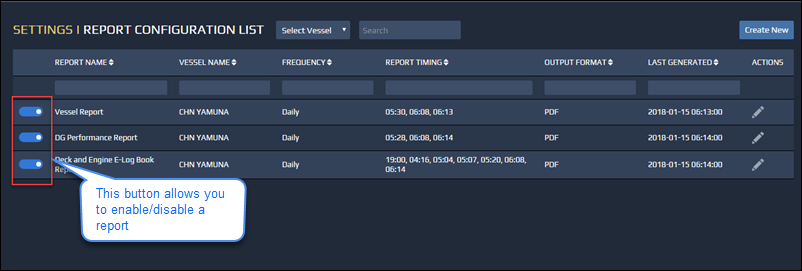 SETTINGS | REPORT CONFIGURATION LIST Select Vessel Search Create New
REPORT NAME VESSEL NAME FREQUENCY REPORT TIMING OUTPUT FORMAT LAST GENERATED ACTIONS
Vessel Report CHN YAMUNA Daily 05:30, 06:08, 06:13 PDF 2018-01-15 06:13:00
DG Performance Report CHN YAMUNA Daily 05:28, 06:08, 06:14 PDF 2018-01-15 06:14:00
Deck and Engine E-Log Book CHN YAMUNA Daily 19:00, 04:16, 05:04, 05:07, 05:20, 06:08, PDF 2018-01-15 06:14:00
06:14
This button allows you
to enable/disable a
report